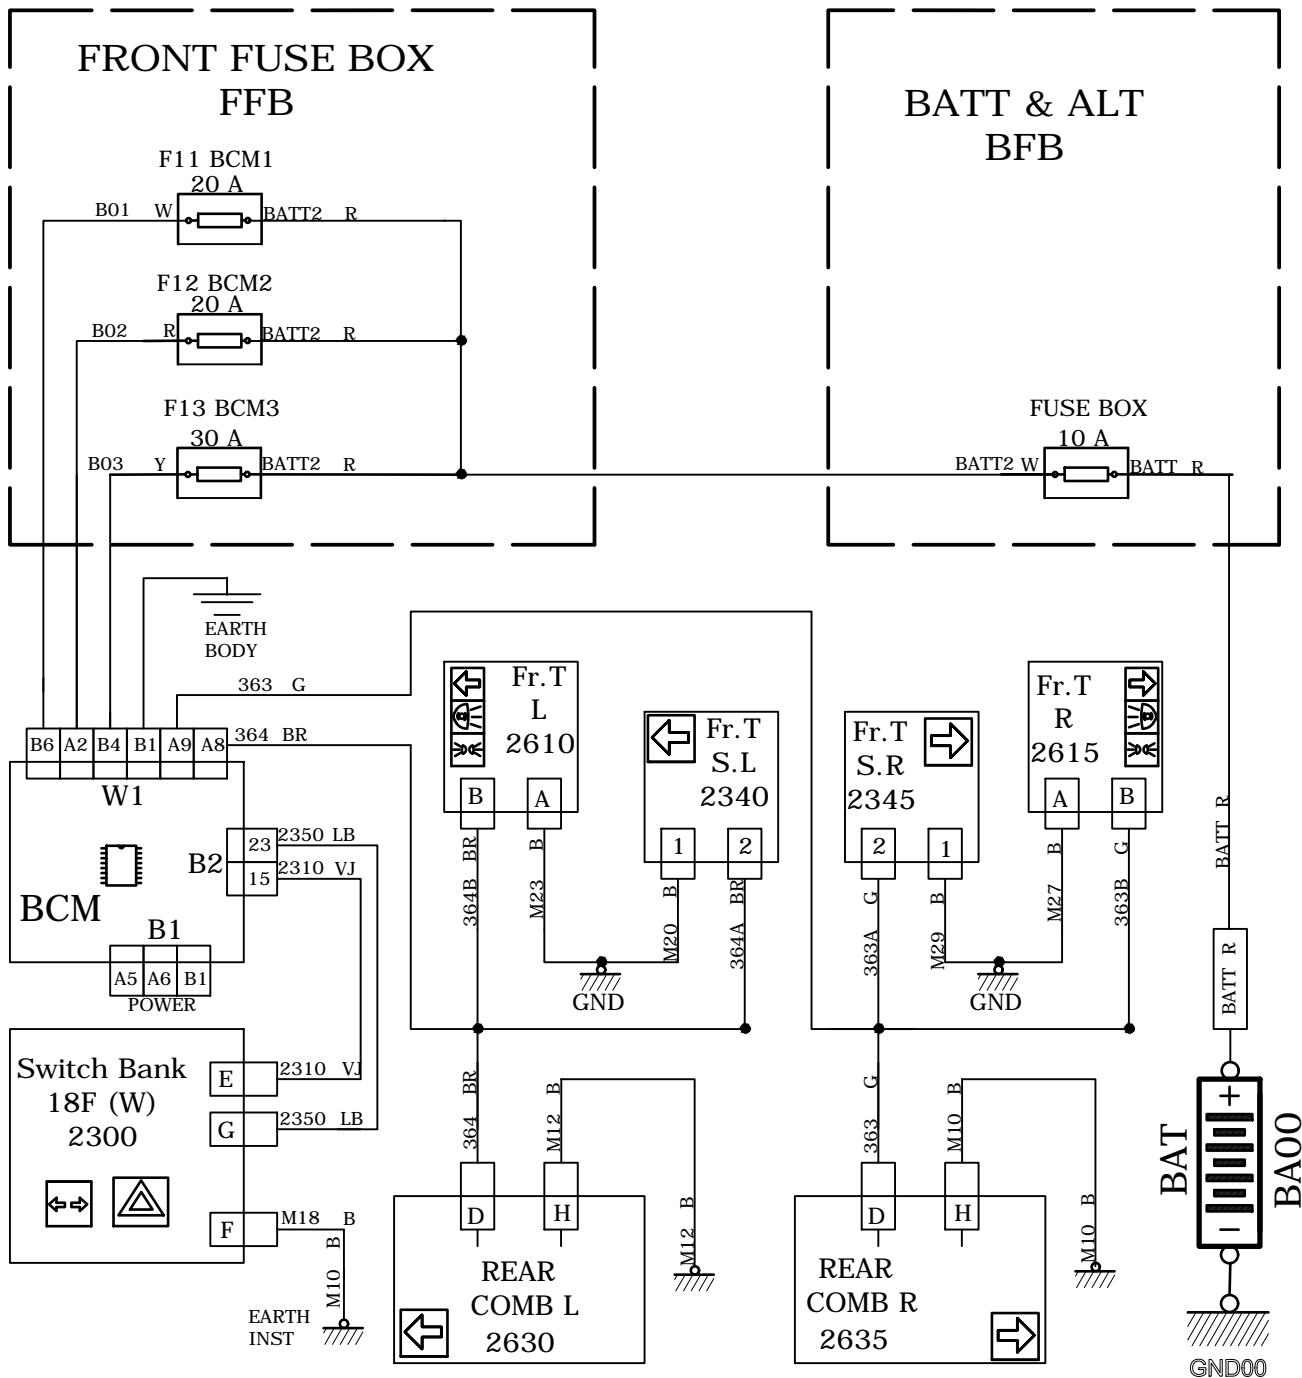 FRONT FUSE BOX
FFB
BATT & ALT
BFB
F11 BCM1
20 A
B01 W
BATT2 R
F12 BCM2
20 A
B02 R
BATT2 R
F13 BCM3
30 A
B03 Y
BATT2 R
FUSE BOX
10 A
BATT2 W
BATT R
EARTH
BODY
363 G
364 BR
B6 A2 B4 B1 A9 A8
W1
BCM
B2
23
15
2350 LB
2310 VJ
B1
A5 A6 B1
POWER
Fr.T
L
2610
B A
Fr.T
S.L
2340
1 2
Fr.T
S.R
2345
2 1
Fr.T
R
2615
A B
364B BR
M23 B
M20 B
364A BR
363A G
M29 B
M27 B
363B G
GND
GND
BATT R
BATT R
Switch Bank
18F (W)
2300
E
G
F
2310 VJ
2350 LB
M18 B
M10 B
EARTH
INST
364 BR
M12 B
M12 B
D H
REAR
COMB L
2630
363 G
M10 B
M10 B
D H
REAR
COMB R
2635
BAT
+
−
BA00
GND00